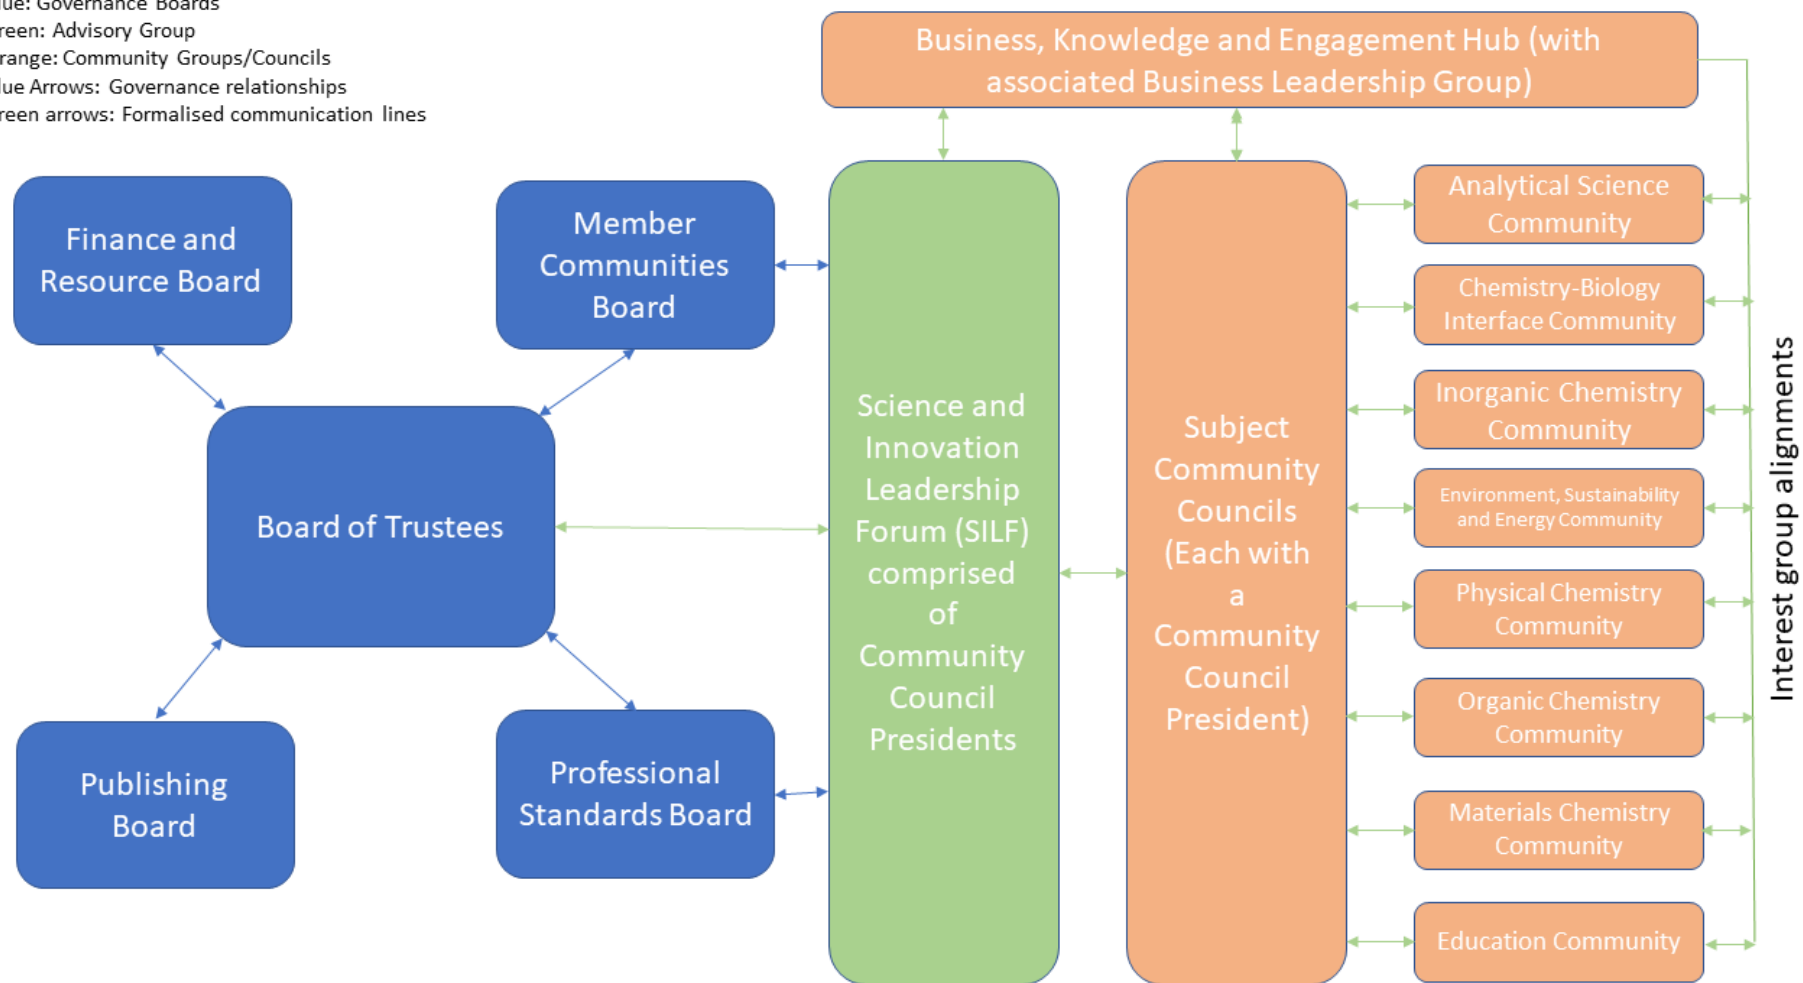 lue: Governance Boards
reen: Advisory Group
range: Community Groups/Councils
lue Arrows: Governance relationships
reen arrows: Formalised communication lines
Business, Knowledge and Engagement Hub (with
associated Business Leadership Group)
Finance and
Resource Board
Member
Communities
Board
Board of Trustees
Publishing
Board
Professional
Standards Board
Science and
Innovation
Leadership
Forum (SILF)
comprised
of
Community
Council
Presidents
Subject
Community
Councils
(Each with
a
Community
Council
President)
Analytical Science
Community
Chemistry-Biology
Interface Community
Inorganic Chemistry
Community
Environment, Sustainability
and Energy Community
Physical Chemistry
Community
Organic Chemistry
Community
Materials Chemistry
Community
Education Community
Interest group alignments